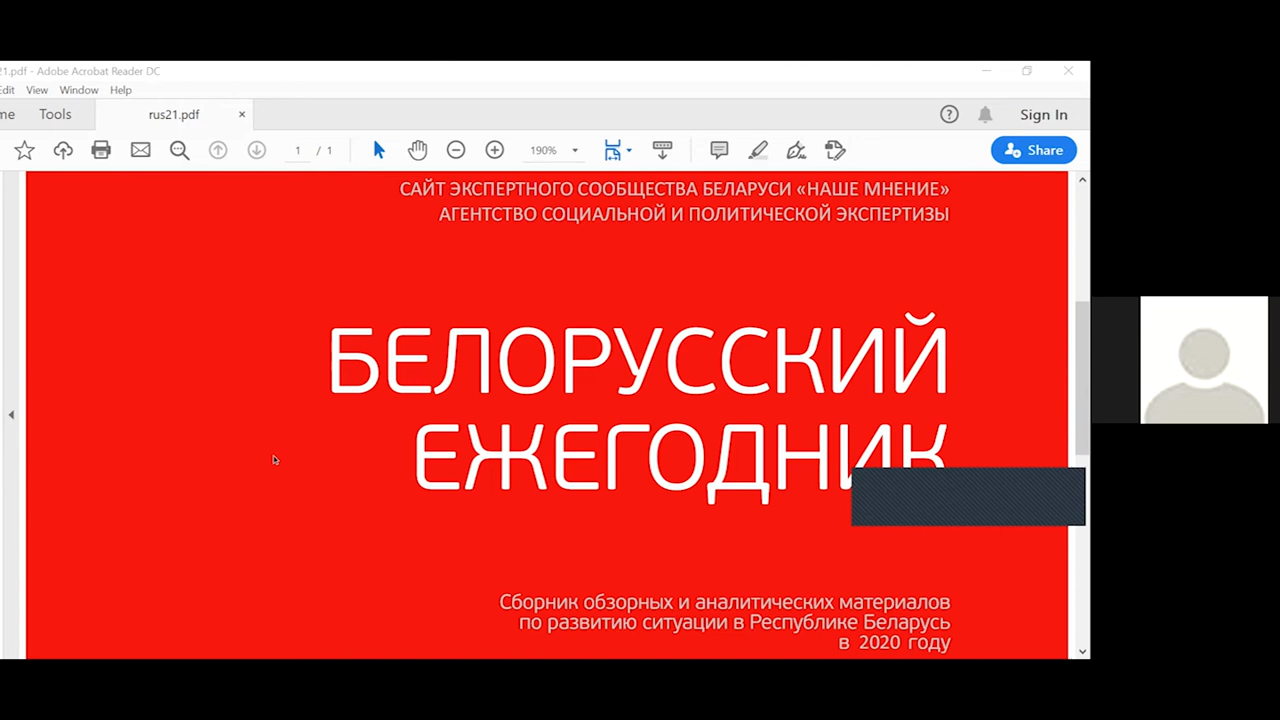 21.pdf - Adobe Acrobat Reader DC
Edit View Window Help
me Tools rus21.pdf × Sign In
1 / 1 190% Share
САЙТ ЭКСПЕРТНОГО СООБЩЕСТВА БЕЛАРУСИ «НАШЕ МНЕНИЕ»
АГЕНТСТВО СОЦИАЛЬНОЙ И ПОЛИТИЧЕСКОЙ ЭКСПЕРТИЗЫ
БЕЛОРУССКИЙ
ЕЖЕГОДНИК
Сборник обзорных и аналитических материалов
по развитию ситуации в Республике Беларусь
в 2020 году